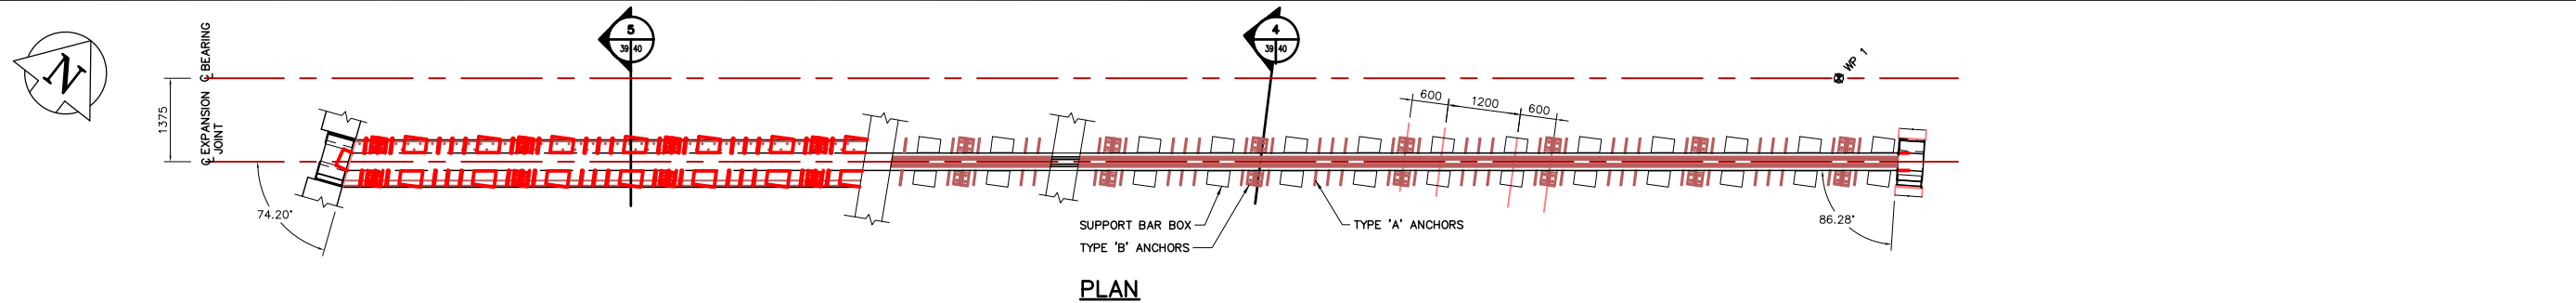 N
℄ BEARING
℄ EXPANSION
JOINT
1375
74.20°
5
39 40
4
39 40
WP 1
600
1200
600
SUPPORT BAR BOX
TYPE 'B' ANCHORS
TYPE 'A' ANCHORS
86.28°
PLAN